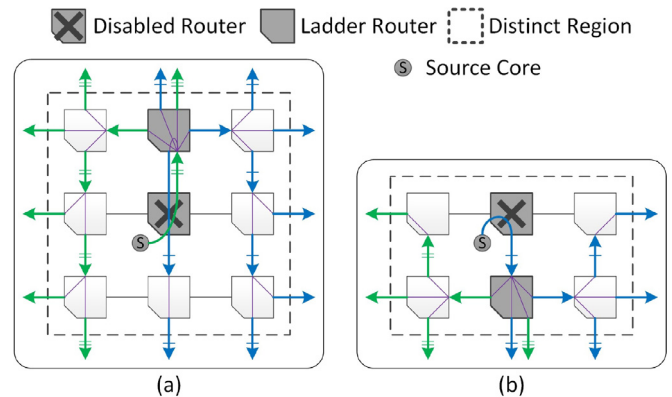 Disabled Router Ladder Router Distinct Region
S Source Core
S
S
(a) (b)